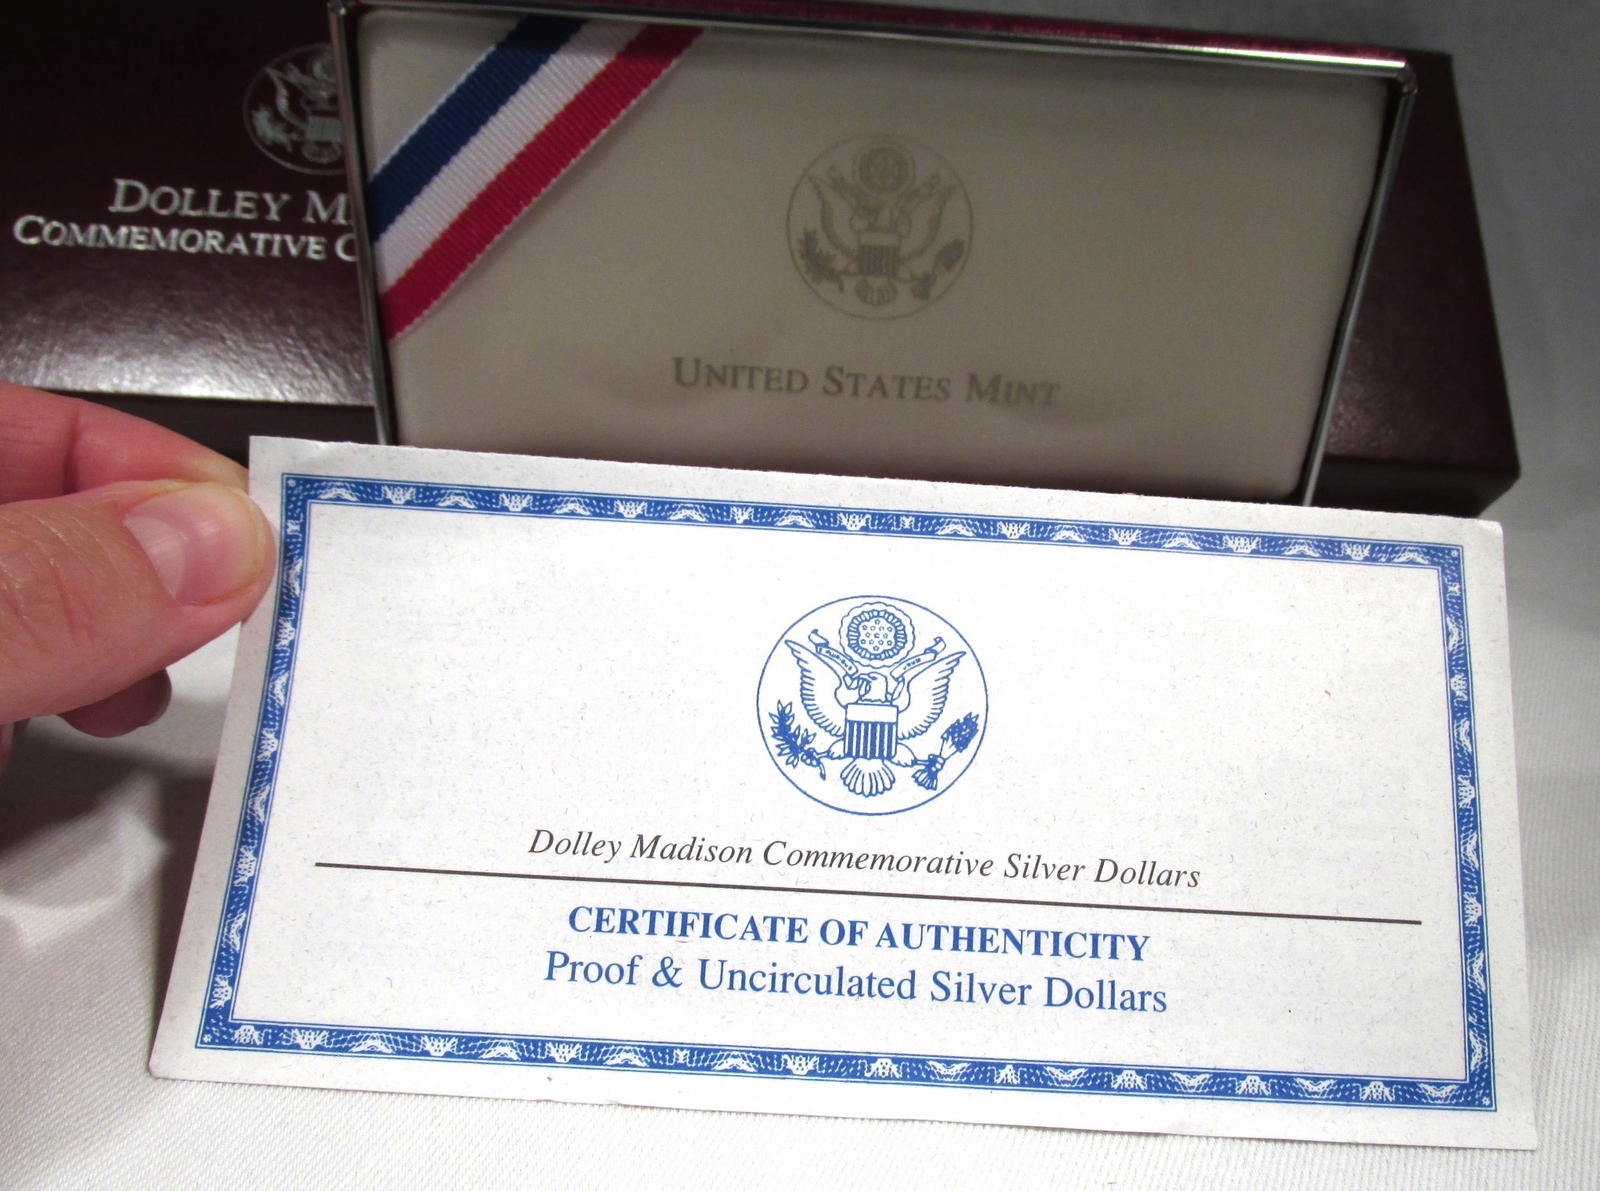 DOLLEY M
COMMEMORATIVE C
UNITED STATES MINT
Dolley Madison Commemorative Silver Dollars
CERTIFICATE OF AUTHENTICITY
Proof & Uncirculated Silver Dollars